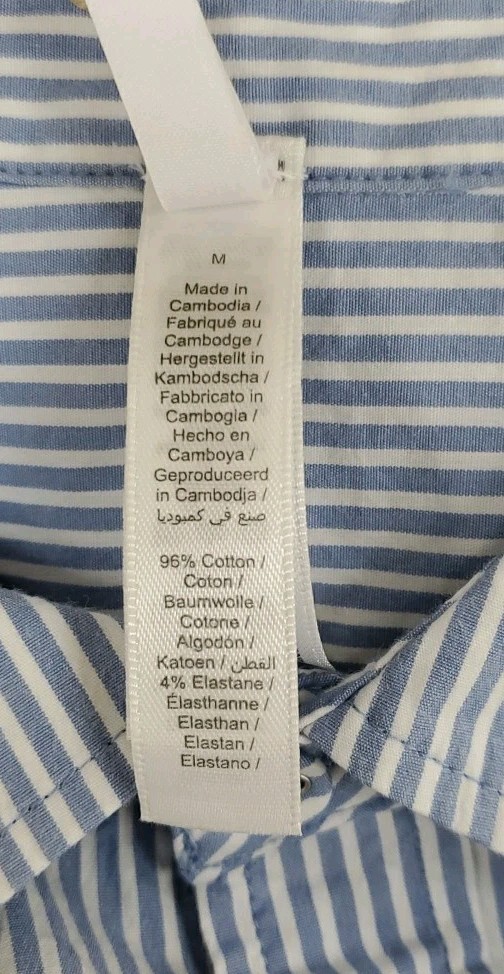 M
Made in
Cambodia /
Fabriqué au
Cambodge /
Hergestellt in
Kambodscha /
Fabbricato in
Cambogia /
Hecho en
Camboya /
Geproduceerd
in Cambodja /
صنع في كمبوديا
96% Cotton /
Coton /
Baumwolle /
Cotone /
Algodón /
Katoen / القطن
4% Elastane /
Élasthanne /
Elasthan /
Elastan /
Elastano /